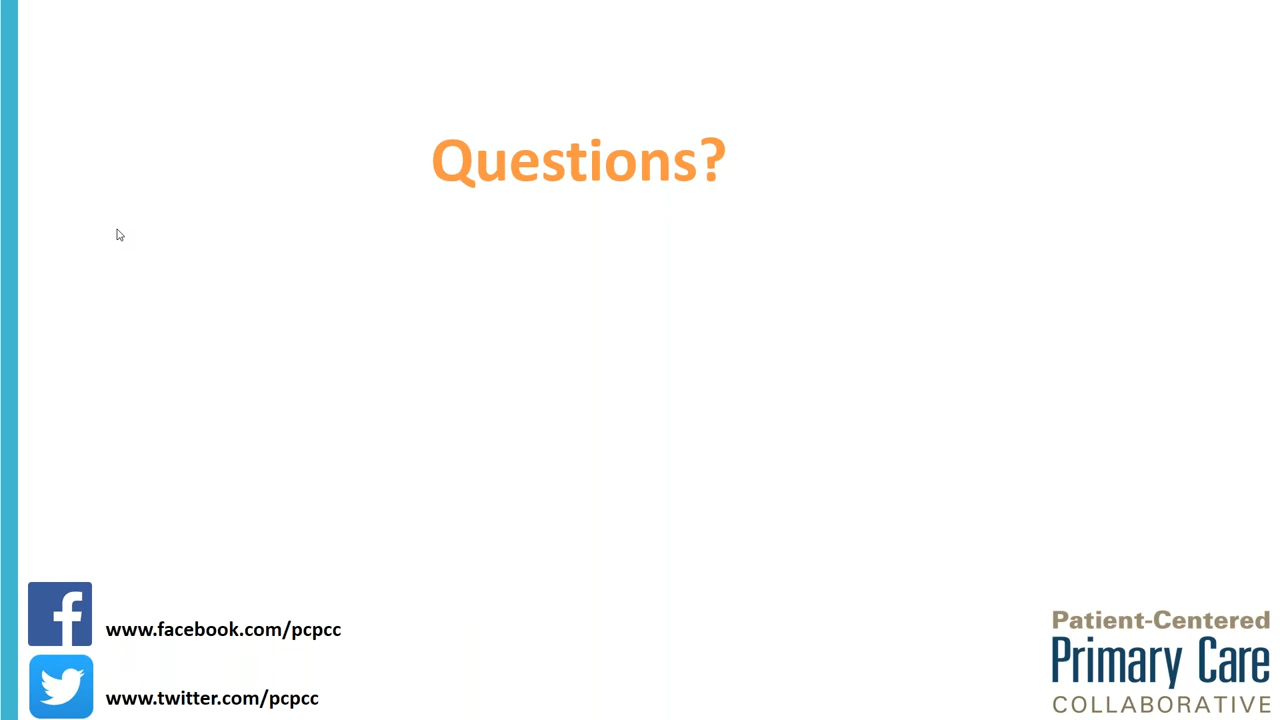 Questions?
www.facebook.com/pcpcc
www.twitter.com/pcpcc
Patient-Centered
Primary Care
COLLABORATIVE